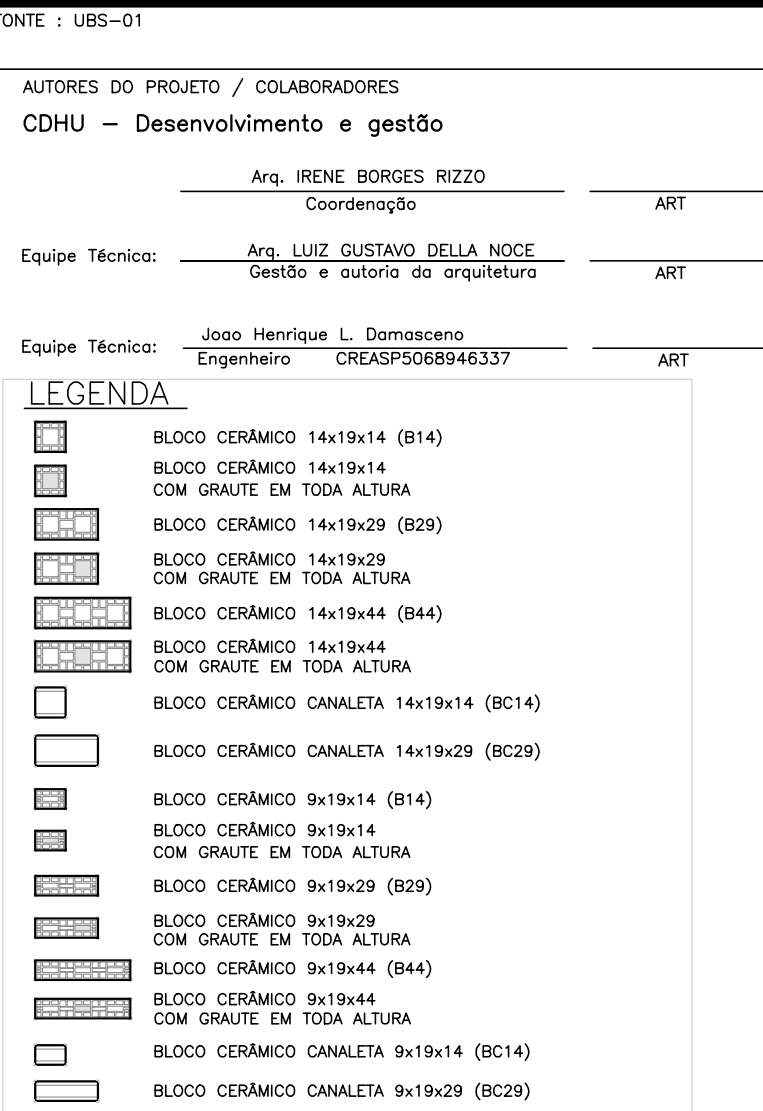 FONTE : UBS-01
AUTORES DO PROJETO / COLABORADORES
CDHU - Desenvolvimento e gestão
Arq. IRENE BORGES RIZZO
Coordenação ART
Equipe Técnica: Arq. LUIZ GUSTAVO DELLA NOCE
Gestão e autoria da arquitetura ART
Equipe Técnica: Joao Henrique L. Damasceno
Engenheiro CREASP5068946337 ART
LEGENDA
BLOCO CERÂMICO 14x19x14 (B14)
BLOCO CERÂMICO 14x19x14
COM GRAUTE EM TODA ALTURA
BLOCO CERÂMICO 14x19x29 (B29)
BLOCO CERÂMICO 14x19x29
COM GRAUTE EM TODA ALTURA
BLOCO CERÂMICO 14x19x44 (B44)
BLOCO CERÂMICO 14x19x44
COM GRAUTE EM TODA ALTURA
BLOCO CERÂMICO CANALETA 14x19x14 (BC14)
BLOCO CERÂMICO CANALETA 14x19x29 (BC29)
BLOCO CERÂMICO 9x19x14 (B14)
BLOCO CERÂMICO 9x19x14
COM GRAUTE EM TODA ALTURA
BLOCO CERÂMICO 9x19x29 (B29)
BLOCO CERÂMICO 9x19x29
COM GRAUTE EM TODA ALTURA
BLOCO CERÂMICO 9x19x44 (B44)
BLOCO CERÂMICO 9x19x44
COM GRAUTE EM TODA ALTURA
BLOCO CERÂMICO CANALETA 9x19x14 (BC14)
BLOCO CERÂMICO CANALETA 9x19x29 (BC29)